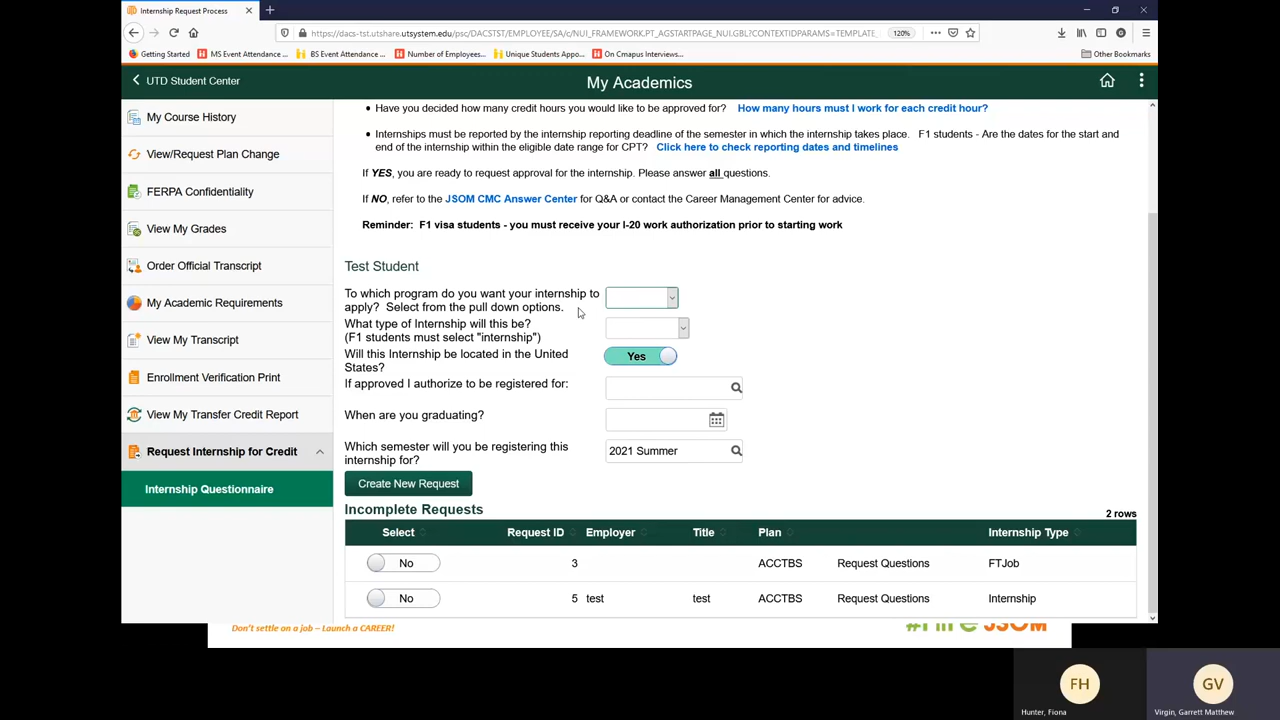 Internship Request Process
https://dacs-tst.utshare.utsystem.edu/psc/DACSTST/EMPLOYEE/SA/c/NUI_FRAMEWORK.PT_AGSTARTPAGE_NUI.GBL?CONTEXTIDPARAMS=TEMPLATE_
120%
Getting Started
MS Event Attendance ...
BS Event Attendance ...
Number of Employees...
Unique Students Appo...
On Cmapus Interviews...
Other Bookmarks
UTD Student Center
My Academics
My Course History
View/Request Plan Change
FERPA Confidentiality
View My Grades
Order Official Transcript
My Academic Requirements
View My Transcript
Enrollment Verification Print
View My Transfer Credit Report
Request Internship for Credit
Internship Questionnaire
• Have you decided how many credit hours you would like to be approved for? How many hours must I work for each credit hour?
• Internships must be reported by the internship reporting deadline of the semester in which the internship takes place. F1 students - Are the dates for the start and
end of the internship within the eligible date range for CPT? Click here to check reporting dates and timelines
If YES, you are ready to request approval for the internship. Please answer all questions.
If NO, refer to the JSOM CMC Answer Center for Q&A or contact the Career Management Center for advice.
Reminder: F1 visa students - you must receive your I-20 work authorization prior to starting work
Test Student
To which program do you want your internship to
apply? Select from the pull down options.
What type of Internship will this be?
(F1 students must select "internship")
Will this Internship be located in the United
States?
Yes
If approved I authorize to be registered for:
When are you graduating?
Which semester will you be registering this
internship for?
2021 Summer
Create New Request
Incomplete Requests
2 rows
Select Request ID Employer Title Plan Internship Type
No 3 ACCTBS Request Questions FTJob
No 5 test test ACCTBS Request Questions Internship
Don't settle on a job – Launch a CAREER!
JSOM
FH
Hunter, Fiona
GV
Virgin, Garrett Matthew